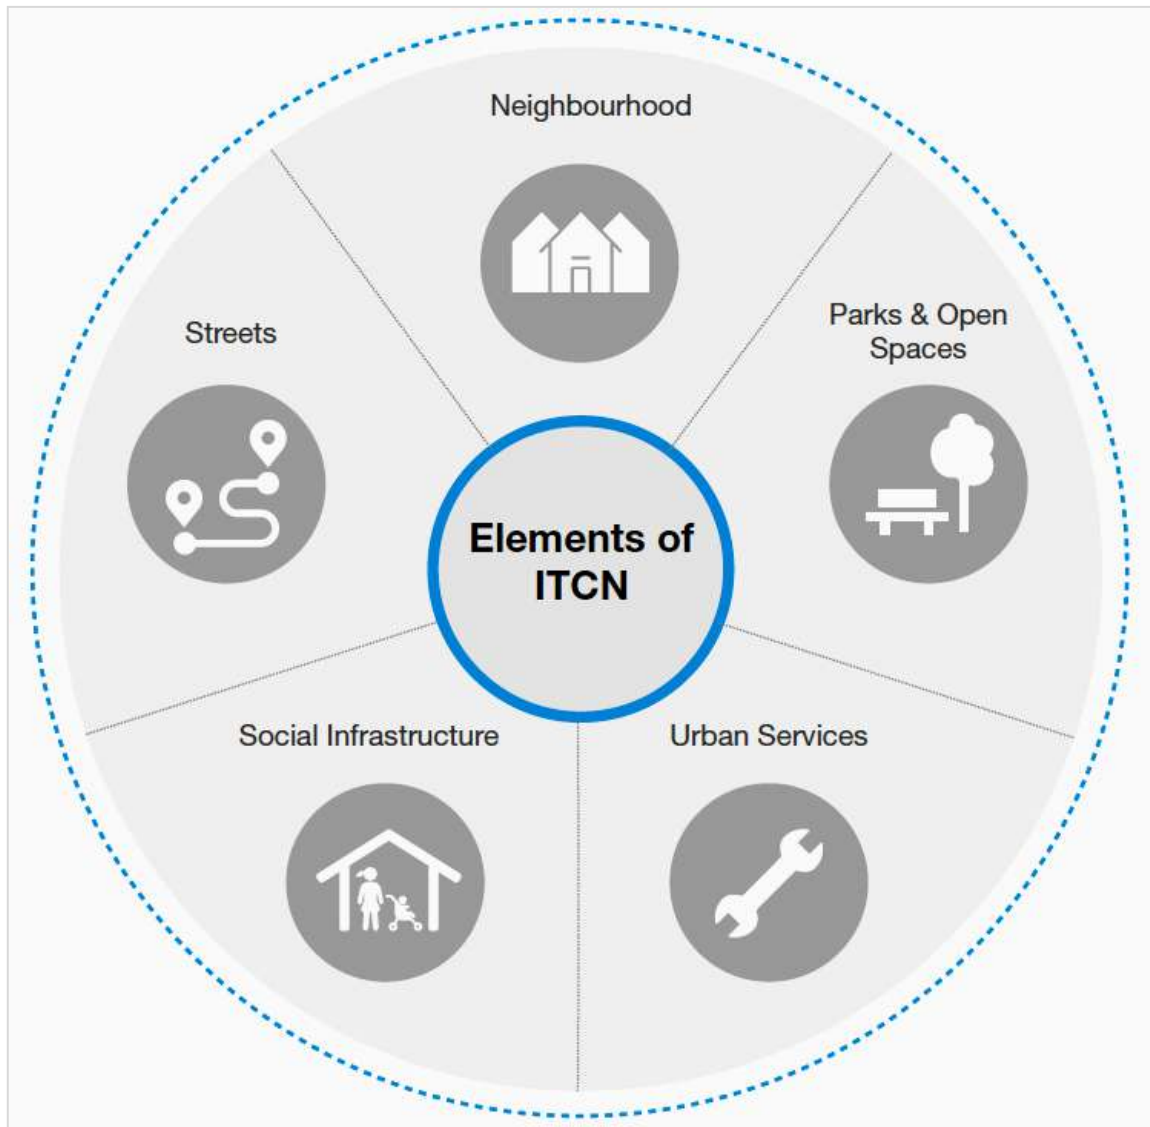 Neighbourhood
Streets
Parks & Open
Spaces
Elements of
ITCN
Social Infrastructure
Urban Services